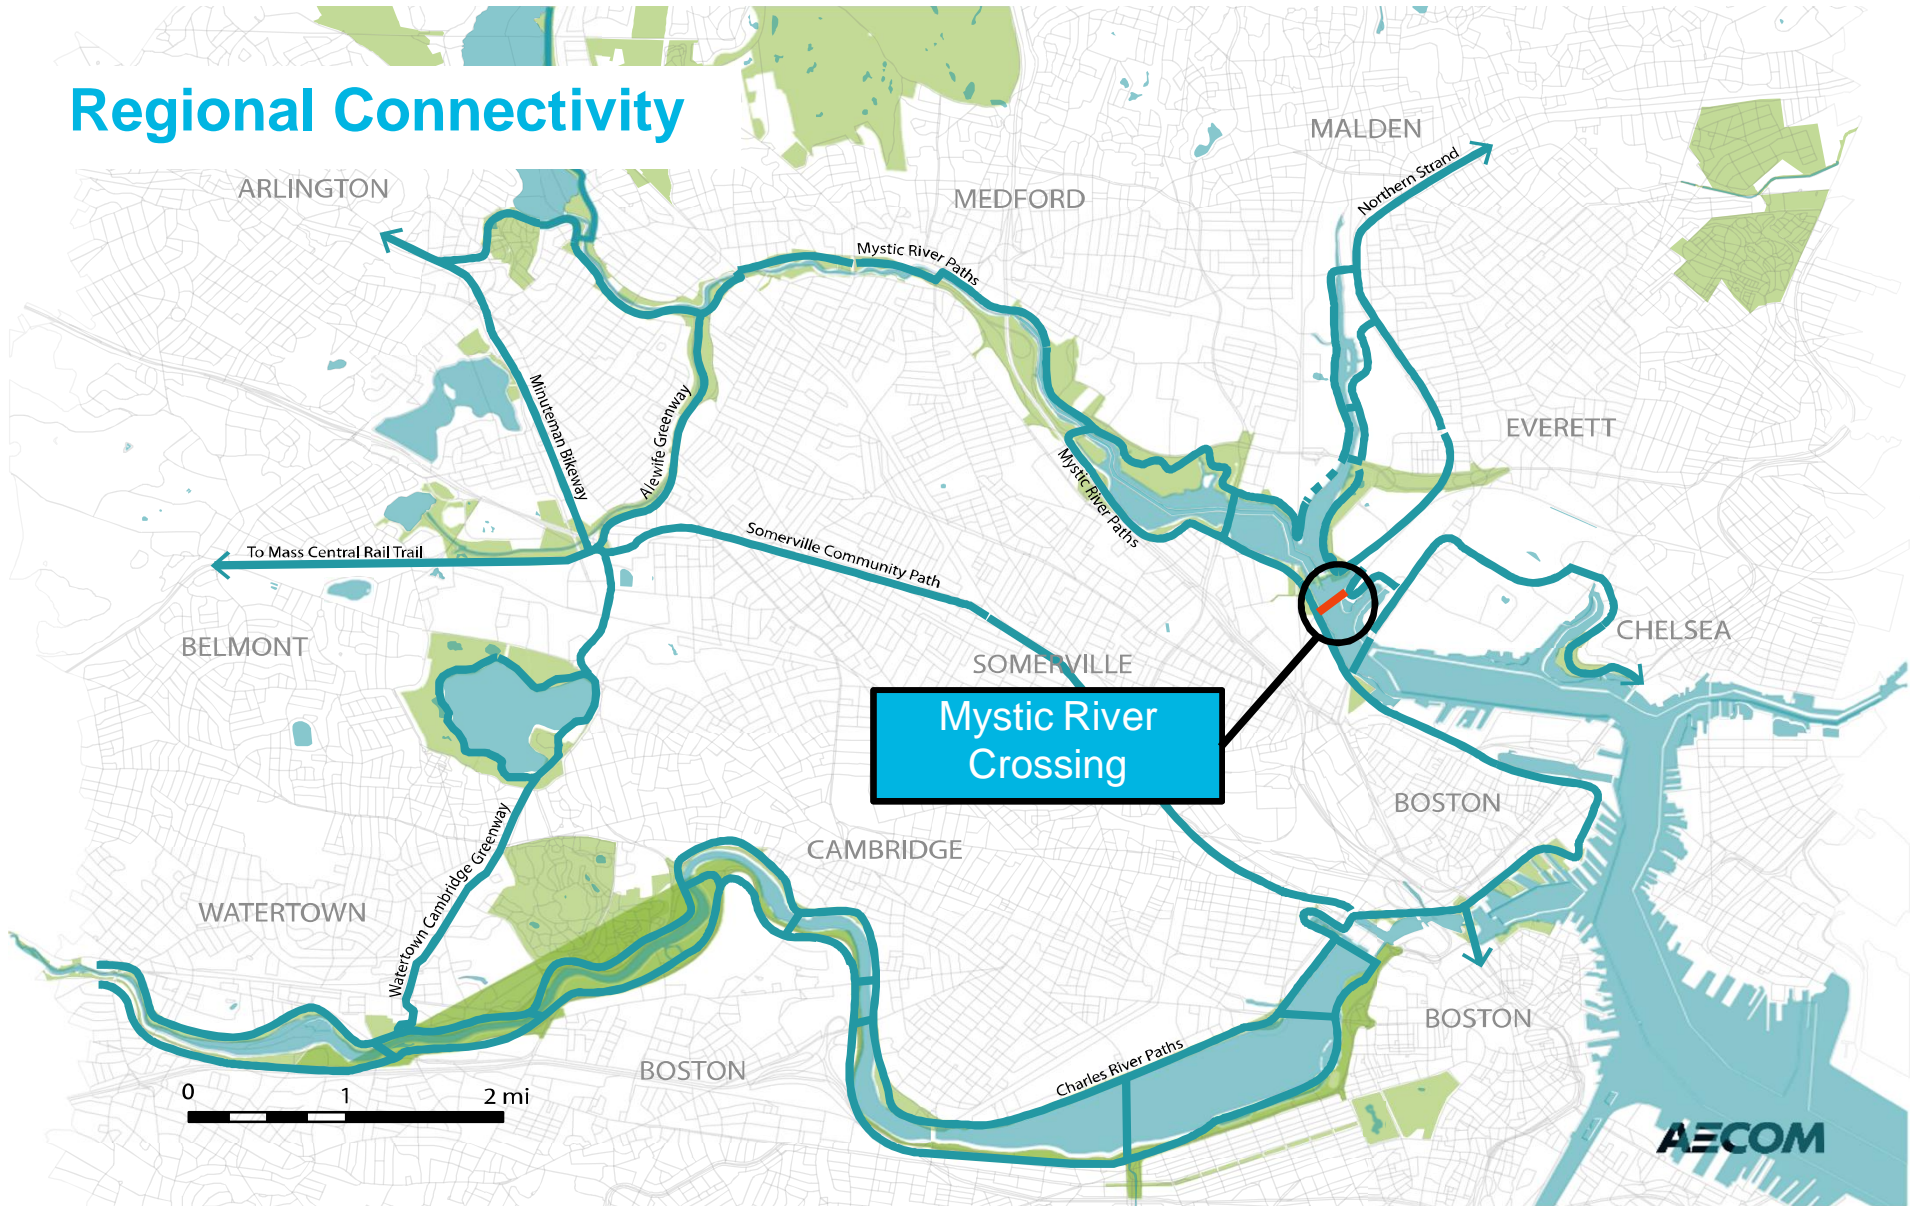 Regional Connectivity
MALDEN
ARLINGTON
MEDFORD
Northern Strand
Mystic River Paths
Minuteman Bikeway
Alewife Greenway
EVERETT
Mystic River Paths
To Mass Central Rail Trail
Somerville Community Path
BELMONT
CHELSEA
SOMERVILLE
Mystic River
Crossing
BOSTON
CAMBRIDGE
Watertown Cambridge Greenway
WATERTOWN
BOSTON
Charles River Paths
BOSTON
0 1 2 mi
AECOM